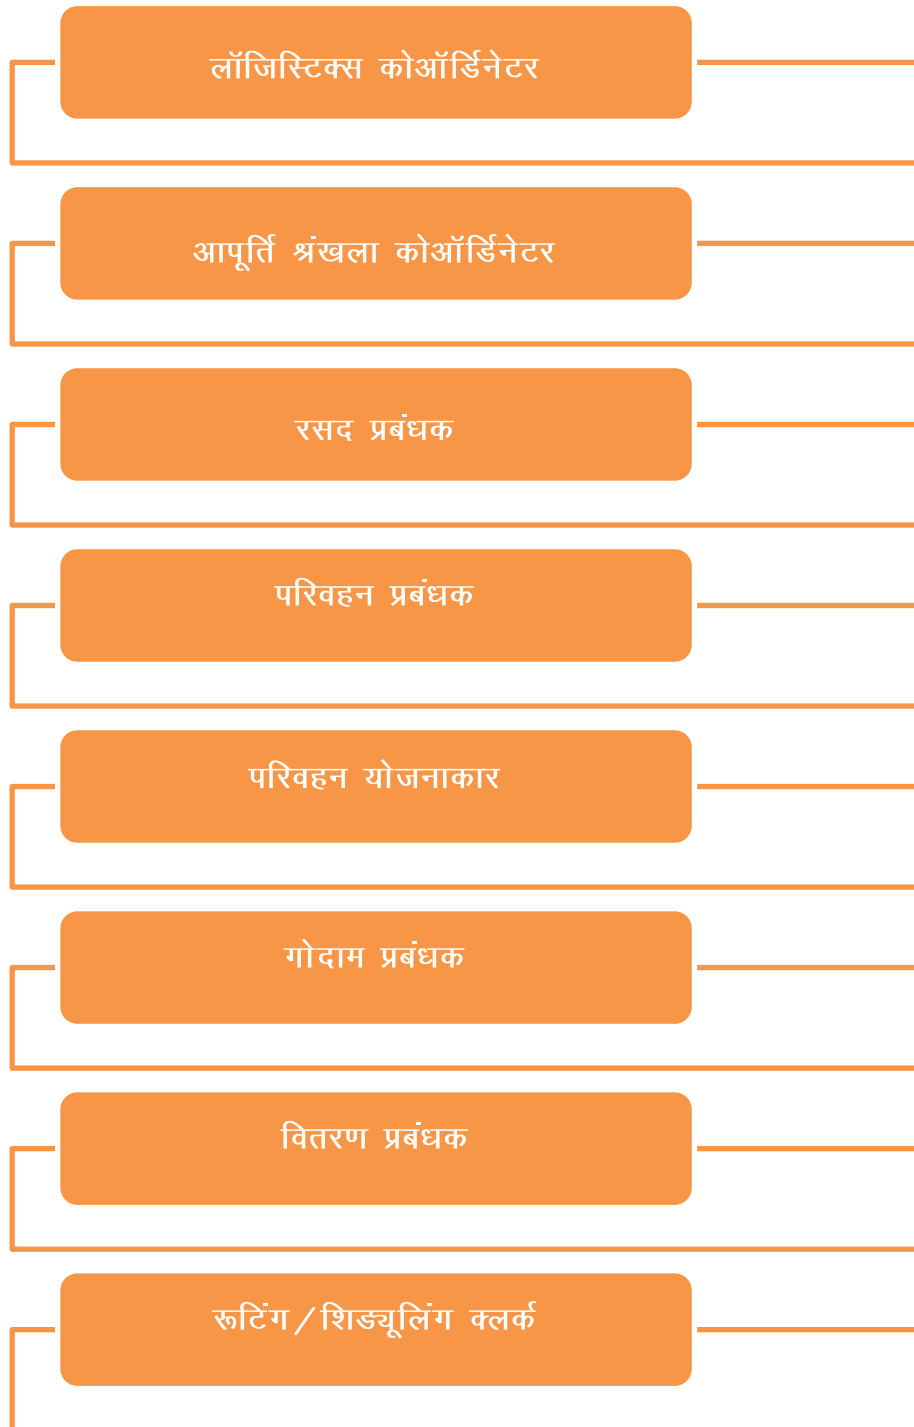 लॉजिस्टिक्स कोऑर्डिनेटर
आपूर्ति श्रंखला कोऑर्डिनेटर
रसद प्रबंधक
परिवहन प्रबंधक
परिवहन योजनाकार
गोदाम प्रबंधक
वितरण प्रबंधक
रूटिंग/शिड्यूलिंग क्लर्क